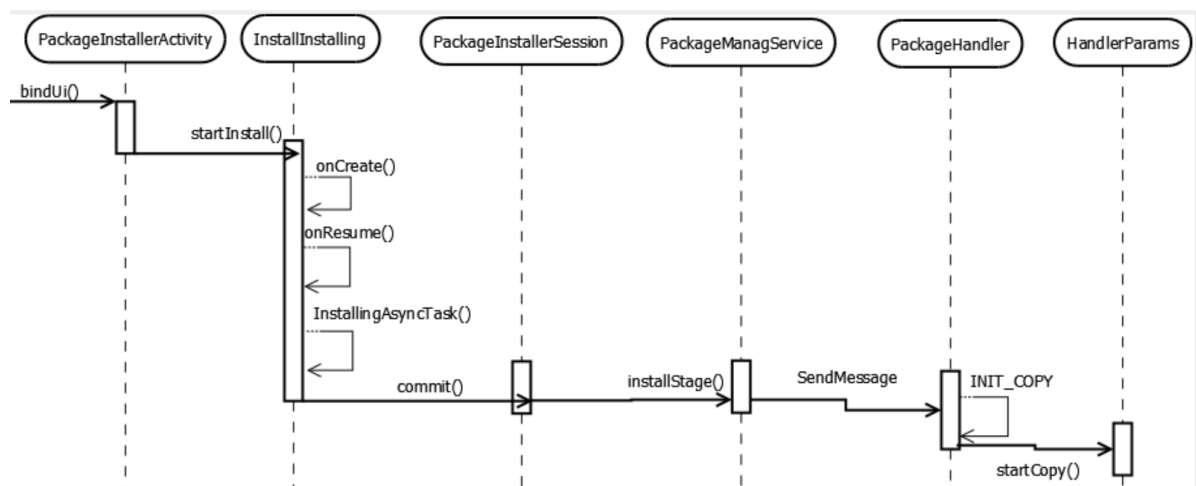 PackageInstallerActivity
InstallInstalling
PackageInstallerSession
PackageManagService
PackageHandler
HandlerParams
bindUi()
startInstall()
onCreate()
onResume()
InstallingAsyncTask()
commit()
installStage()
SendMessage
INIT_COPY
startCopy()